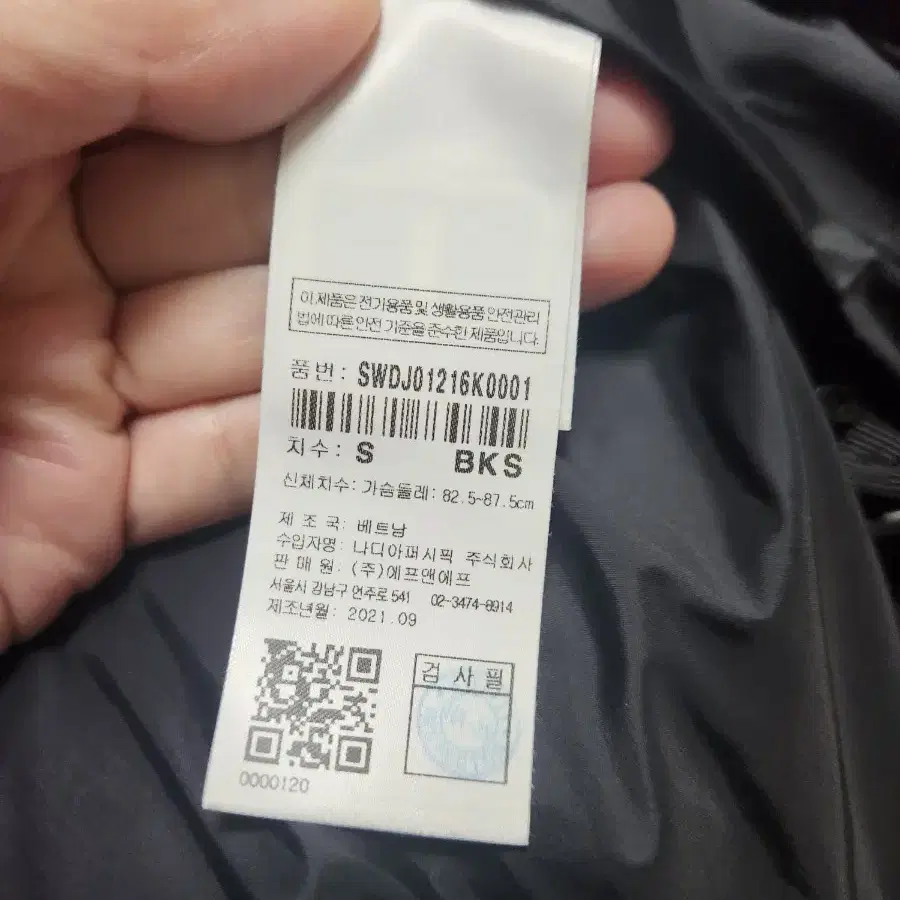 이 제품은 전기용품 및 생활용품 안전관리
법에 따른 안전 기준을 준수한 제품입니다.
품번: SWDJ01216K0001
치수: S BKS
신체치수: 가슴둘레: 82.5~87.5cm
제 조 국: 베트남
수입자명: 나디아퍼시픽 주식회사
판 매 원: (주)에프앤에프
서울시 강남구 언주로 541 02-3474-8914
제조년월: 2021.09
검 사 필
0000120